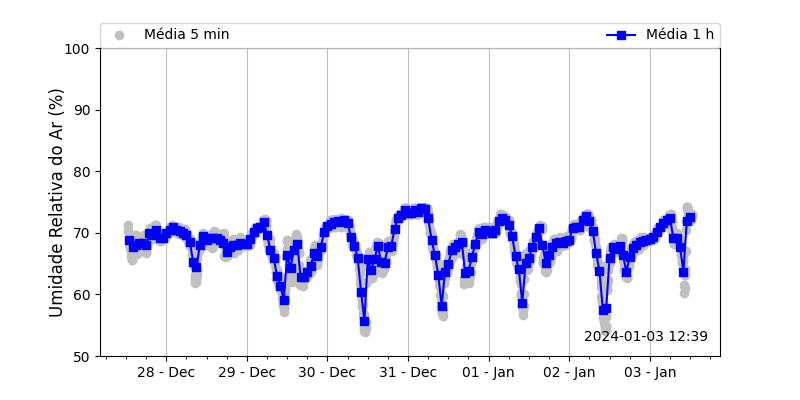 Média 5 min Média 1 h
Umidade Relativa do Ar (%)
100
90
80
70
60
50
2024-01-03 12:39
28 - Dec 29 - Dec 30 - Dec 31 - Dec 01 - Jan 02 - Jan 03 - Jan